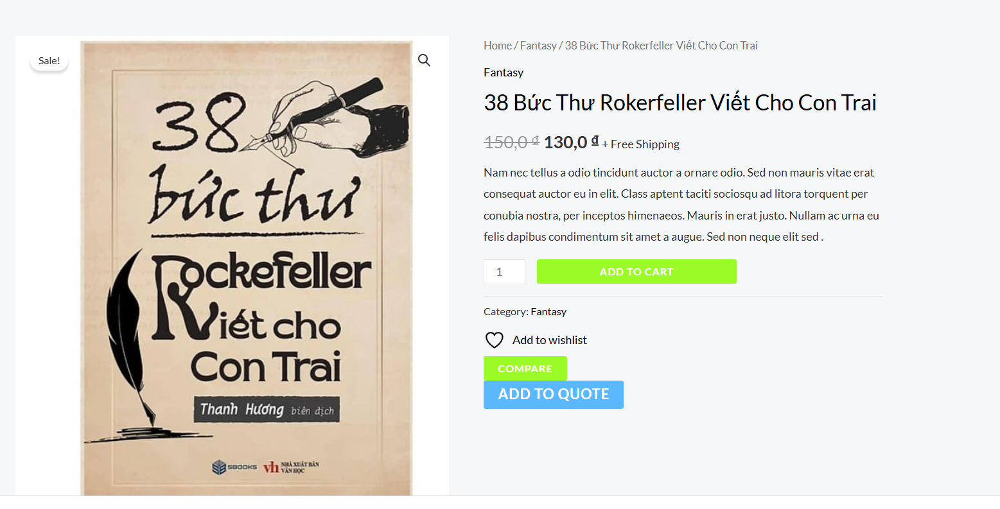 Sale!
38
bức thư
Rockefeller
Viết cho
Con Trai
Thanh Hương biên dịch
SBOOKS vh NHÀ XUẤT BẢN
VĂN HỌC
Home / Fantasy / 38 Bức Thư Rokerfeller Viết Cho Con Trai
Fantasy
38 Bức Thư Rokerfeller Viết Cho Con Trai
150,0 ₫ 130,0 ₫ + Free Shipping
Nam nec tellus a odio tincidunt auctor a ornare odio. Sed non mauris vitae erat
consequat auctor eu in elit. Class aptent taciti sociosqu ad litora torquent per
conubia nostra, per inceptos himenaeos. Mauris in erat justo. Nullam ac urna eu
felis dapibus condimentum sit amet a augue. Sed non neque elit sed .
1 ADD TO CART
Category: Fantasy
Add to wishlist
COMPARE
ADD TO QUOTE